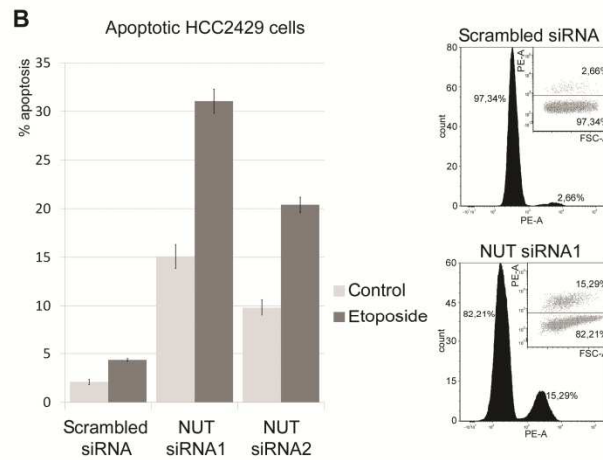 B
Apoptotic HCC2429 cells
% apoptosis
35
30
25
20
15
10
5
0
Scrambled
siRNA
NUT
siRNA1
NUT
siRNA2
Control
Etoposide
Scrambled siRNA
80
60
40
20
0
count
97,34%
2,66%
PE-A
PE-A
2,66%
97,34%
FSC-A
NUT siRNA1
60
45
30
15
0
count
82,21%
15,29%
PE-A
PE-A
15,29%
82,21%